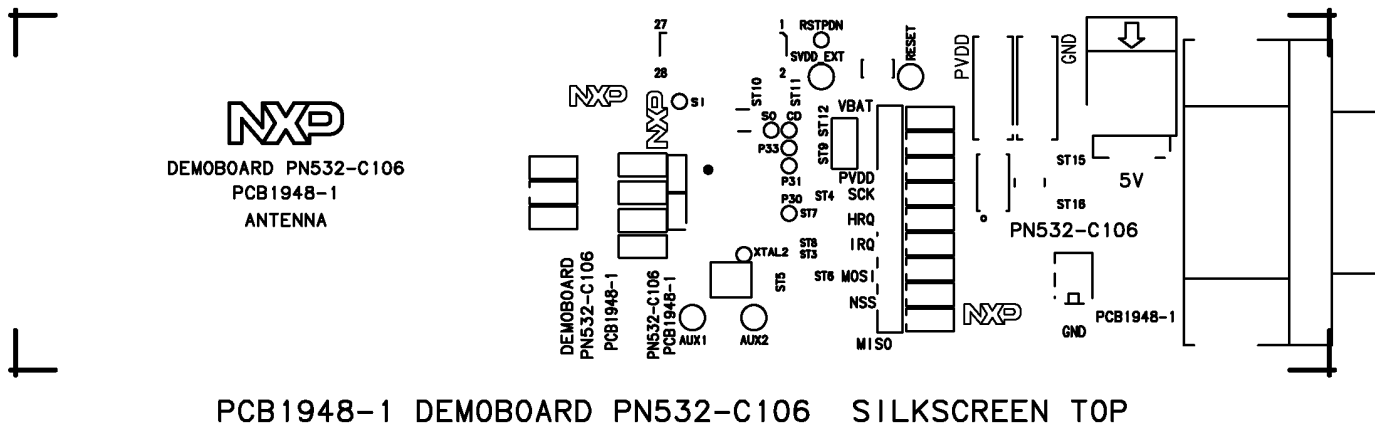 27
1
RSTPDN
SVDD_EXT
RESET
PVDD
GND
28
2
ST10
ST11
NXP
NXP
S1
NXP
DEMOBOARD PN532-C106
PCB1948-1
ANTENNA
SO
CD
P33
P31
P30
ST7
ST12
ST9
VBAT
PVDD
SCK
ST4
HRQ
ST8
ST3
IRQ
ST6
MOSI
NSS
MISO
XTAL2
ST5
AUX1
AUX2
DEMOBOARD
PN532-C106
PCB1948-1
PN532-C106
PCB1948-1
ST15
5V
ST16
PN532-C106
NXP
PCB1948-1
GND
PCB1948-1 DEMOBOARD PN532-C106 SILKSCREEN TOP